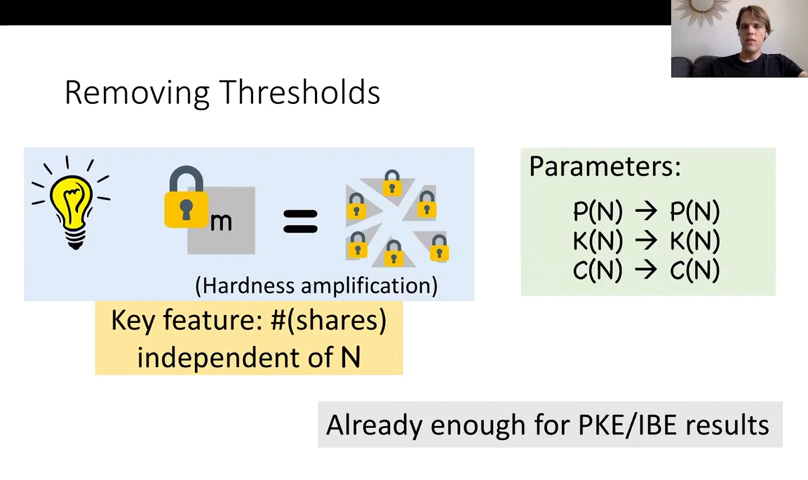 Removing Thresholds
m
=
(Hardness amplification)
Key feature: #(shares)
independent of N
Parameters:
P(N) → P(N)
K(N) → K(N)
C(N) → C(N)
Already enough for PKE/IBE results